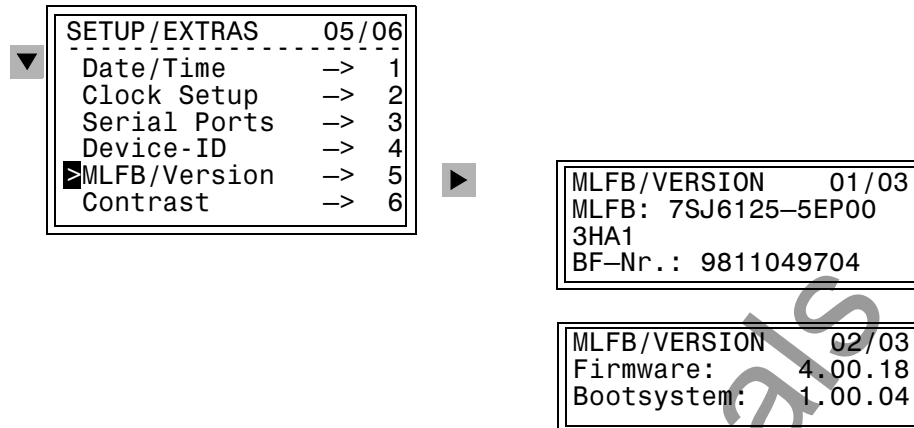 SETUP/EXTRAS 05/06
Date/Time —> 1
Clock Setup —> 2
Serial Ports —> 3
Device-ID —> 4
>MLFB/Version —> 5
Contrast —> 6
MLFB/VERSION 01/03
MLFB: 7SJ6125—5EP00
3HA1
BF—Nr.: 9811049704
MLFB/VERSION 02/03
Firmware: 4.00.18
Bootsystem: 1.00.04
als